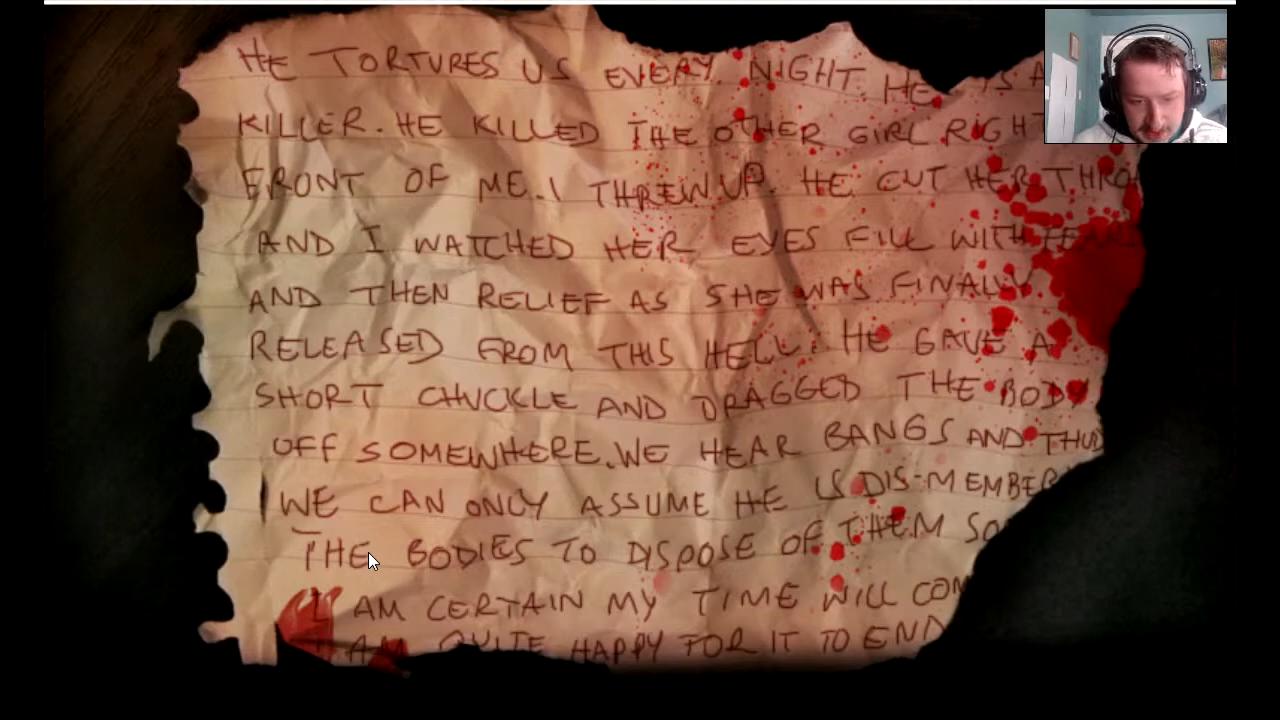 HE TORTURES US EVERY NIGHT. HE IS A
KILLER. HE KILLED THE OTHER GIRL RIGHT
FRONT OF ME. I THREW UP. HE CUT HER THRO
AND I WATCHED HER EYES FILL WITH FEAR
AND THEN RELIEF AS SHE WAS FINALLY
RELEASED FROM THIS HELL. HE GAVE A
SHORT CHUCKLE AND DRAGGED THE BODY
OFF SOMEWHERE. WE HEAR BANGS AND THUD
WE CAN ONLY ASSUME HE IS DIS-MEMBER
THE BODIES TO DISPOSE OF THEM SO
I AM CERTAIN MY TIME WILL COM
I AM QUITE HAPPY FOR IT TO END